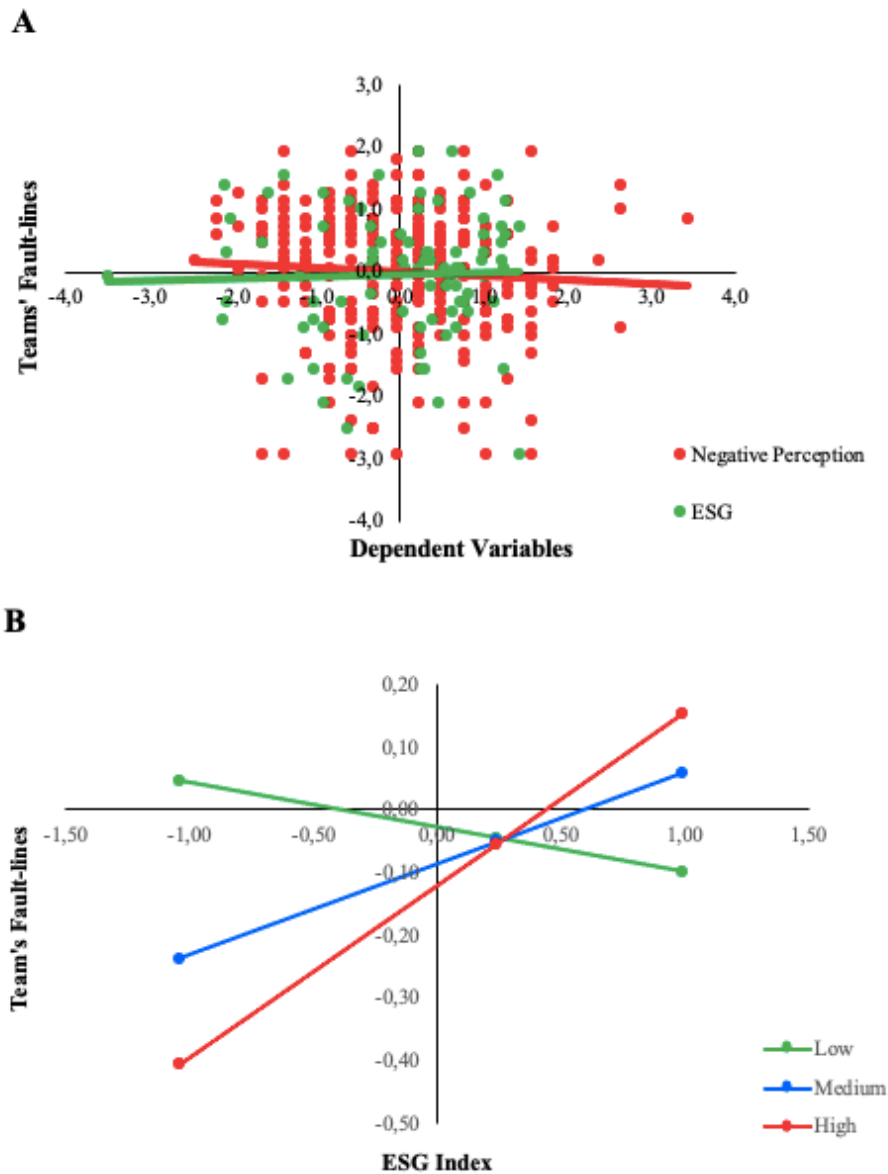 A
3,0
2,0
1,0
0,0
-4,0 -3,0 -2,0 -1,0 0,0 1,0 2,0 3,0 4,0
-1,0
-2,0
-3,0
-4,0
Teams' Fault-lines
Negative Perception
ESG
Dependent Variables
B
0,20
0,10
0,00
-1,50 -1,00 -0,50 0,00 0,50 1,00 1,50
-0,10
-0,20
-0,30
-0,40
-0,50
Team's Fault-lines
Low
Medium
High
ESG Index